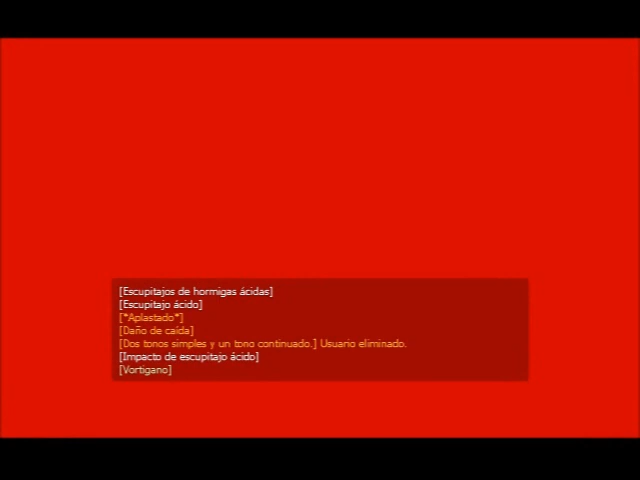 [Escupitajos de hormigas ácidas]
[Escupitajo ácido]
[*Aplastado*]
[Daño de caída]
[Dos tonos simples y un tono continuado.] Usuario eliminado.
[Impacto de escupitajo ácido]
[Vortigano]